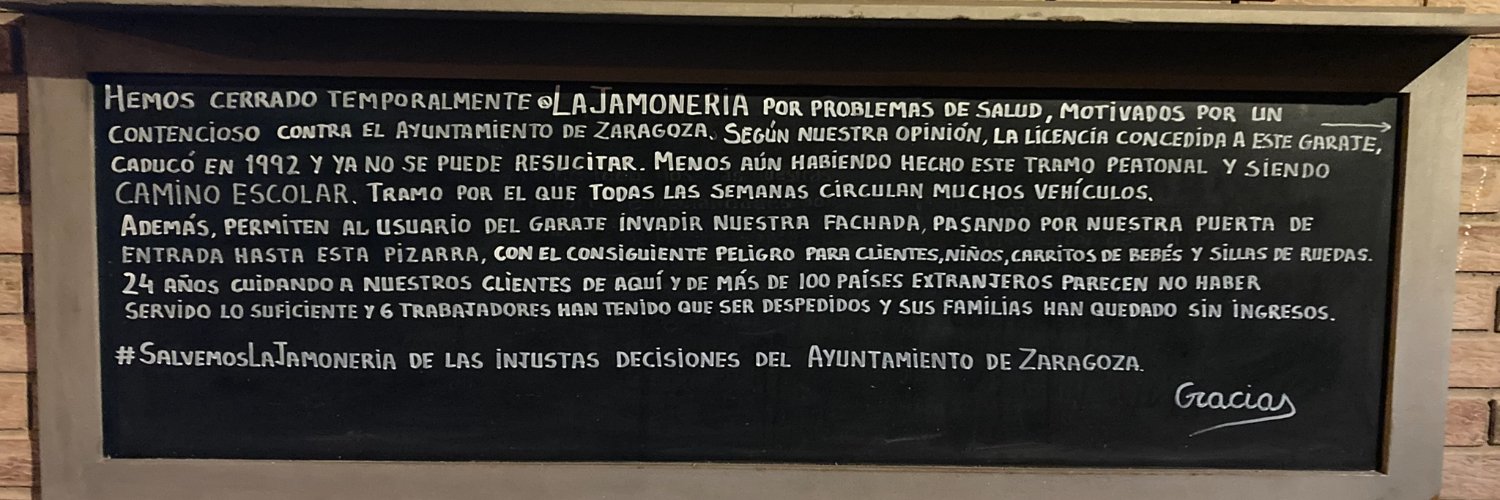 HEMOS CERRADO TEMPORALMENTE @LAJAMONERIA POR PROBLEMAS DE SALUD, MOTIVADOS POR UN
CONTENCIOSO CONTRA EL AYUNTAMIENTO DE ZARAGOZA. SEGÚN NUESTRA OPINIÓN, LA LICENCIA CONCEDIDA A ESTE GARAJE, →
CADUCÓ EN 1992 Y YA NO SE PUEDE RESUCITAR. MENOS AÚN HABIENDO HECHO ESTE TRAMO PEATONAL Y SIENDO
CAMINO ESCOLAR. TRAMO POR EL QUE TODAS LAS SEMANAS CIRCULAN MUCHOS VEHÍCULOS.
ADEMÁS, PERMITEN AL USUARIO DEL GARAJE INVADIR NUESTRA FACHADA, PASANDO POR NUESTRA PUERTA DE
ENTRADA HASTA ESTA PIZARRA, CON EL CONSIGUIENTE PELIGRO PARA CLIENTES, NIÑOS, CARRITOS DE BEBÉS Y SILLAS DE RUEDAS.
24 AÑOS CUIDANDO A NUESTROS CLIENTES DE AQUÍ Y DE MÁS DE 100 PAÍSES EXTRANJEROS PARECEN NO HABER
SERVIDO LO SUFICIENTE Y 6 TRABAJADORES HAN TENIDO QUE SER DESPEDIDOS Y SUS FAMILIAS HAN QUEDADO SIN INGRESOS.
#SALVEMOSLAJAMONERIA DE LAS INJUSTAS DECISIONES DEL AYUNTAMIENTO DE ZARAGOZA.
Gracias